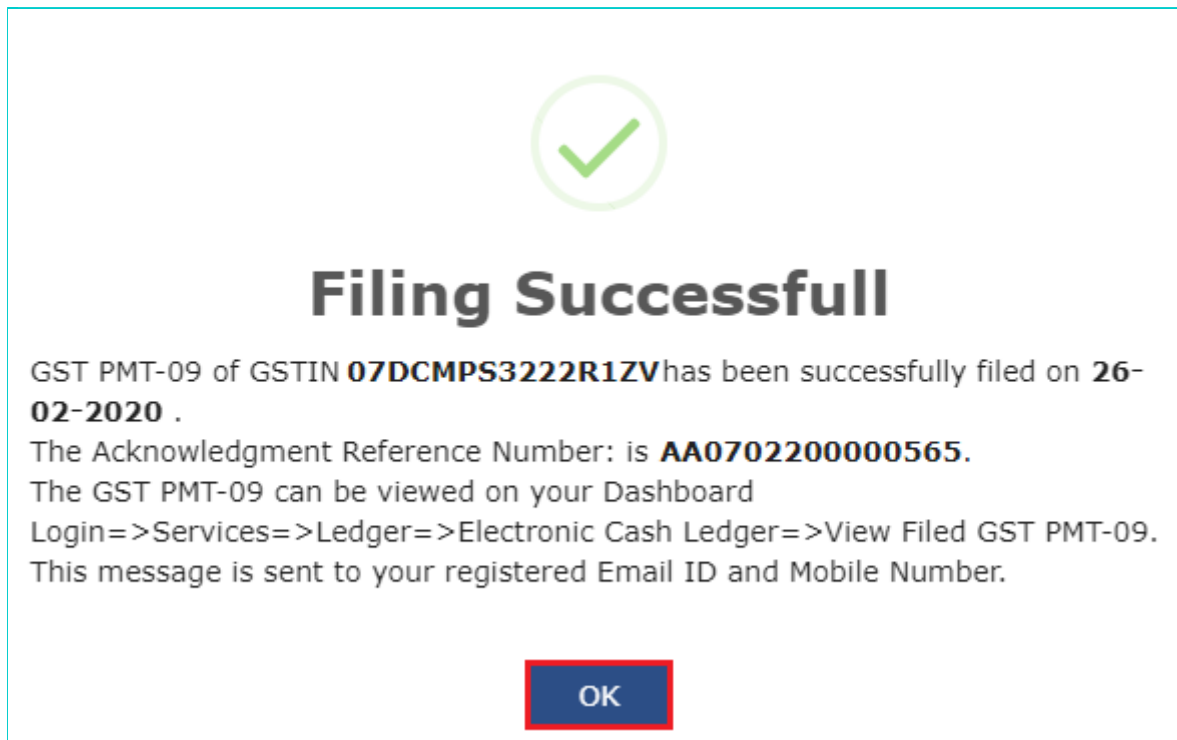 Filing Successfull
GST PMT-09 of GSTIN 07DCMPS3222R1ZVhas been successfully filed on 26-
02-2020 .
The Acknowledgment Reference Number: is AA0702200000565.
The GST PMT-09 can be viewed on your Dashboard
Login=>Services=>Ledger=>Electronic Cash Ledger=>View Filed GST PMT-09.
This message is sent to your registered Email ID and Mobile Number.
OK